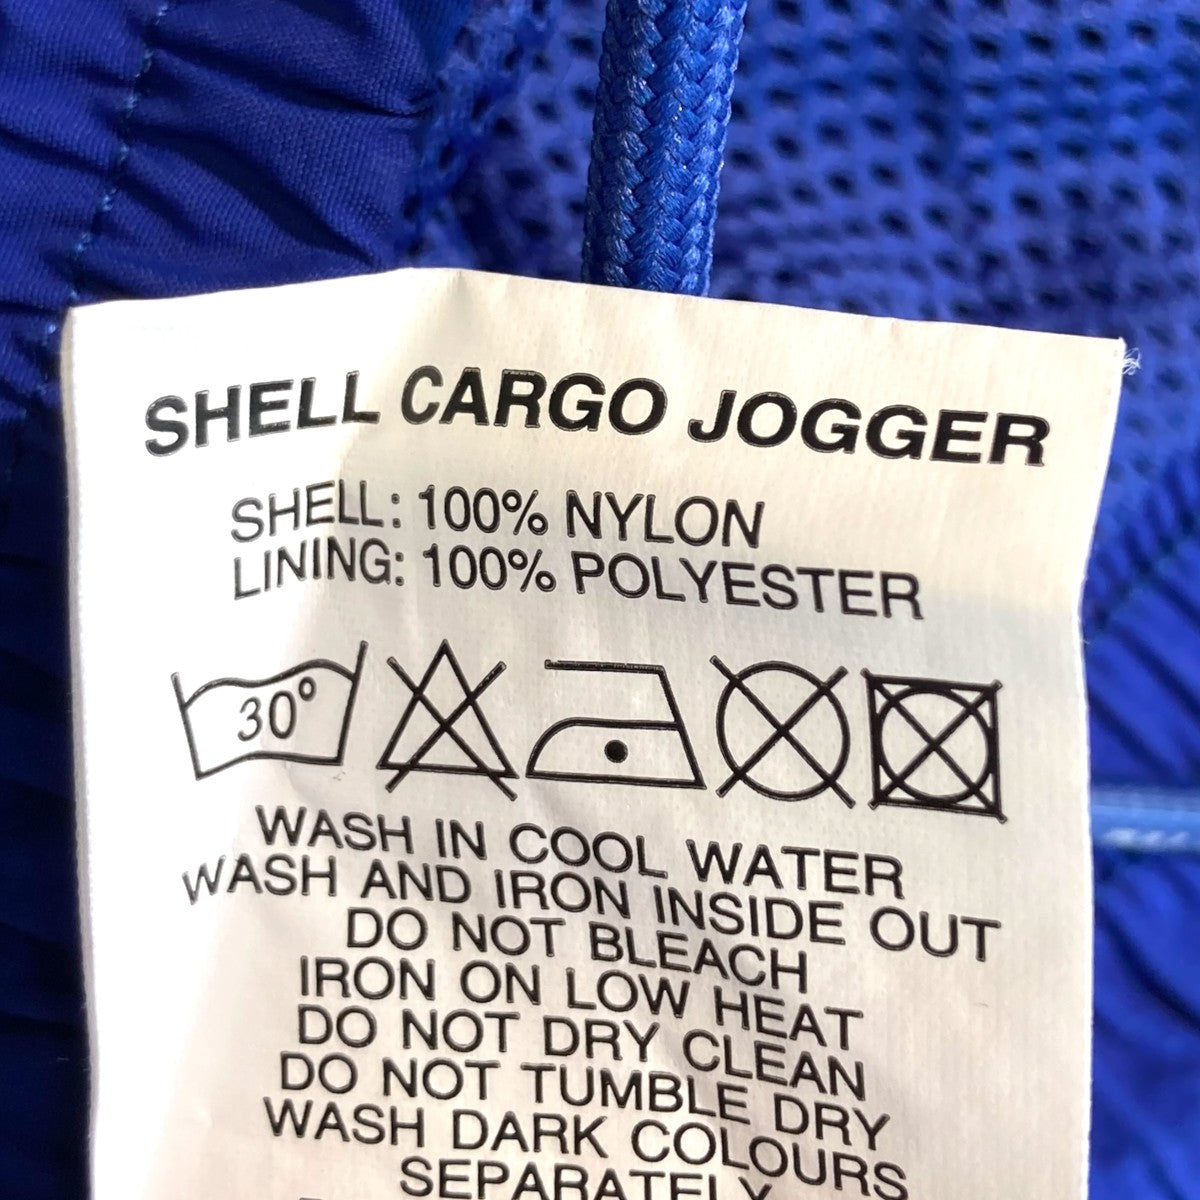 SHELL CARGO JOGGER
SHELL: 100% NYLON
LINING: 100% POLYESTER
30°
WASH IN COOL WATER
WASH AND IRON INSIDE OUT
DO NOT BLEACH
IRON ON LOW HEAT
DO NOT DRY CLEAN
DO NOT TUMBLE DRY
WASH DARK COLOURS
SEPARATELY